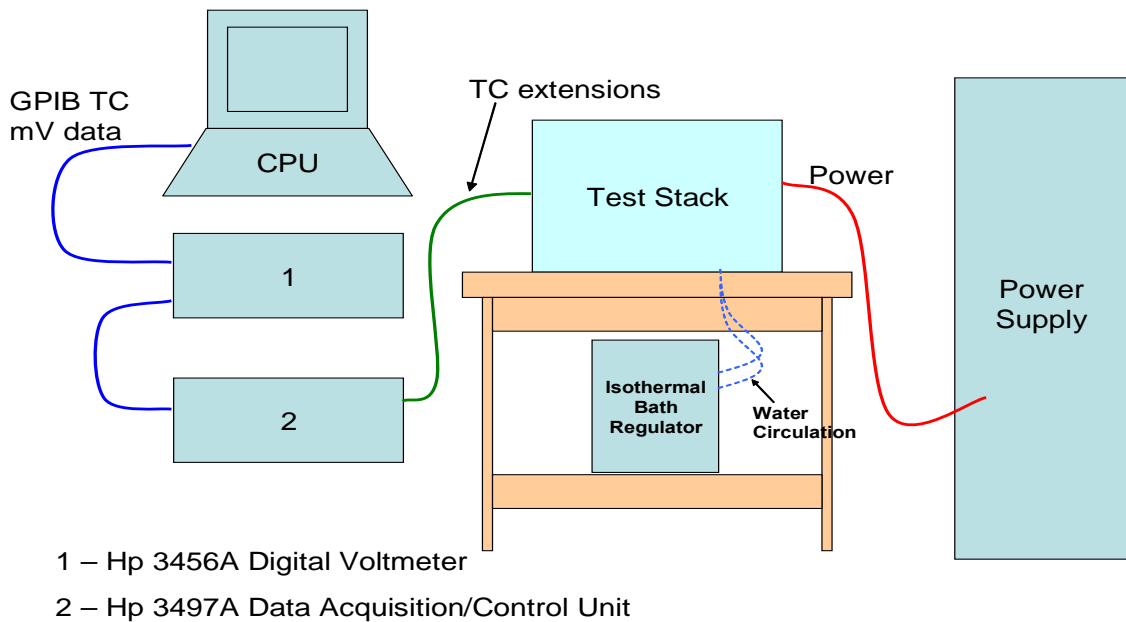 GPIB TC
mV data
CPU
TC extensions
Test Stack
Power
1
Power
Supply
2
Isothermal
Bath
Regulator
Water
Circulation
1 – Hp 3456A Digital Voltmeter
2 – Hp 3497A Data Acquisition/Control Unit